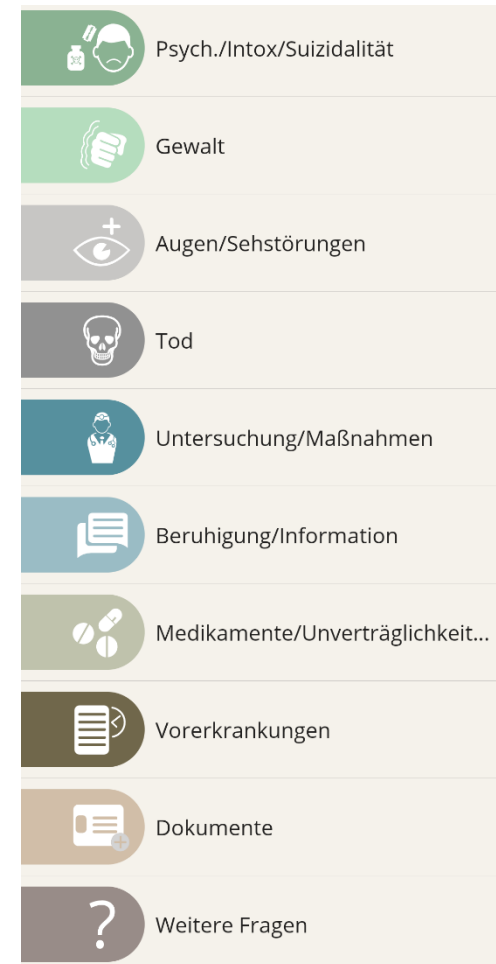 Psych./Intox/Suizidalität
Gewalt
Augen/Sehstörungen
Tod
Untersuchung/Maßnahmen
Beruhigung/Information
Medikamente/Unverträglichkeit...
Vorerkrankungen
Dokumente
?
Weitere Fragen